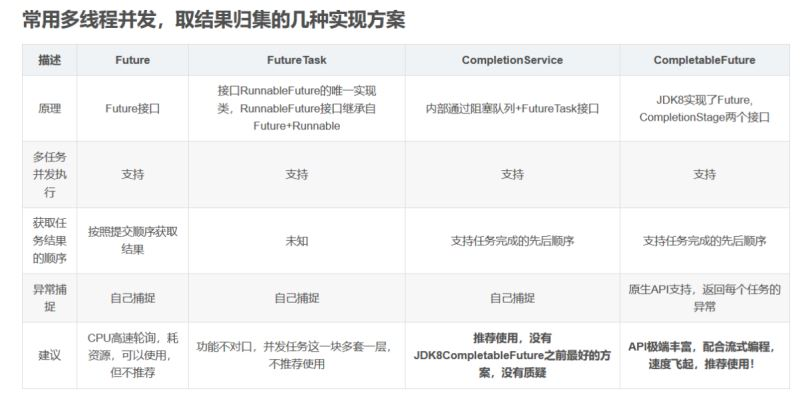 常用多线程并发，取结果归集的几种实现方案
描述 Future FutureTask CompletionService CompletableFuture
原理
Future接口
接口RunnableFuture的唯一实现
类，RunnableFuture接口继承自
Future+Runnable
内部通过阻塞队列+FutureTask接口
JDK8实现了Future,
CompletionStage两个接口
多任务
并发执
行
支持
支持
支持
支持
获取任
务结果
的顺序
按照提交顺序获取
结果
未知
支持任务完成的先后顺序
支持任务完成的先后顺序
异常捕
捉
自己捕捉
自己捕捉
自己捕捉
原生API支持，返回每个任务的
异常
建议
CPU高速轮询，耗
资源，可以使用，
但不推荐
功能不对口，并发任务这一块多套一层，
不推荐使用
推荐使用，没有
JDK8CompletableFuture之前最好的方
案，没有质疑
API极端丰富，配合流式编程，
速度飞起，推荐使用！